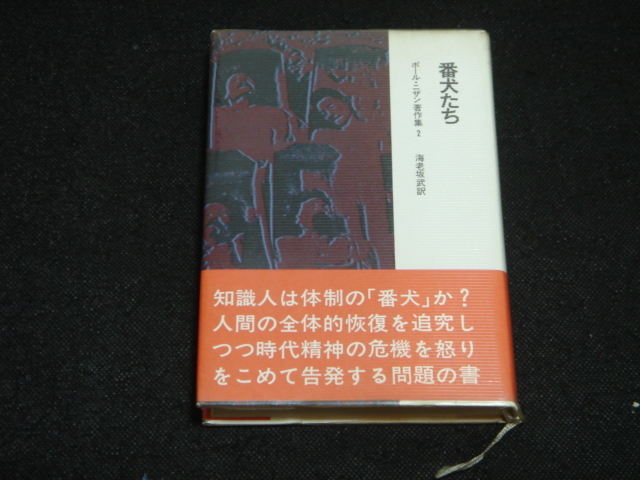 番犬たち
ポール・ニザン著作集 2
海老坂武訳
知識人は体制の「番犬」か?
人間の全体的恢復を追究し
つつ時代精神の危機を怒り
をこめて告発する問題の書